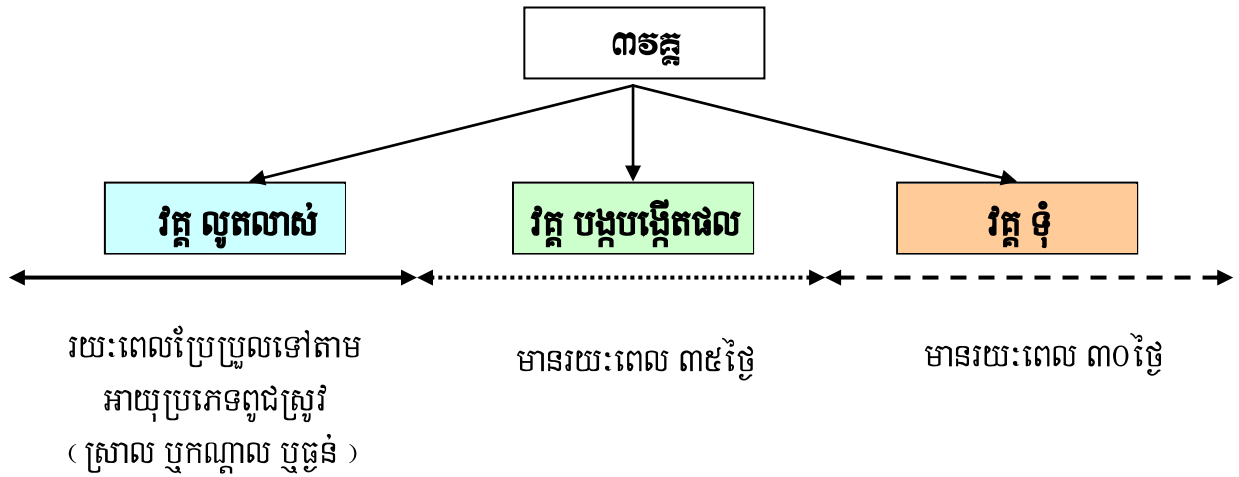 ៣វគ្គ
វគ្គ លូតលាស់
វគ្គ បង្កបង្កើតផល
វគ្គ ទុំ
រយៈពេលប្រែប្រួលទៅតាម
អាយុប្រភេទពូជស្រូវ
( ស្រាល ឬកណ្តាល ឬធ្ងន់ )
មានរយៈពេល ៣៥ថ្ងៃ
មានរយៈពេល ៣០ថ្ងៃ